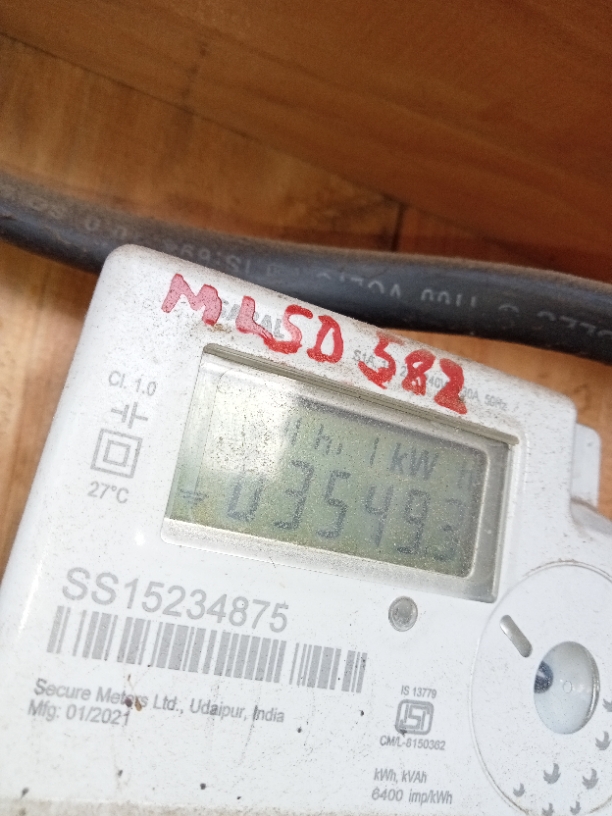 MLSD 582
Cl. 1.0
27°C
kW h
035493
SS15234875
Secure Meters Ltd., Udaipur, India
Mfg: 01/2021
IS 13779
CM/L-8150382
kWh, kVAh
6400 imp/kWh